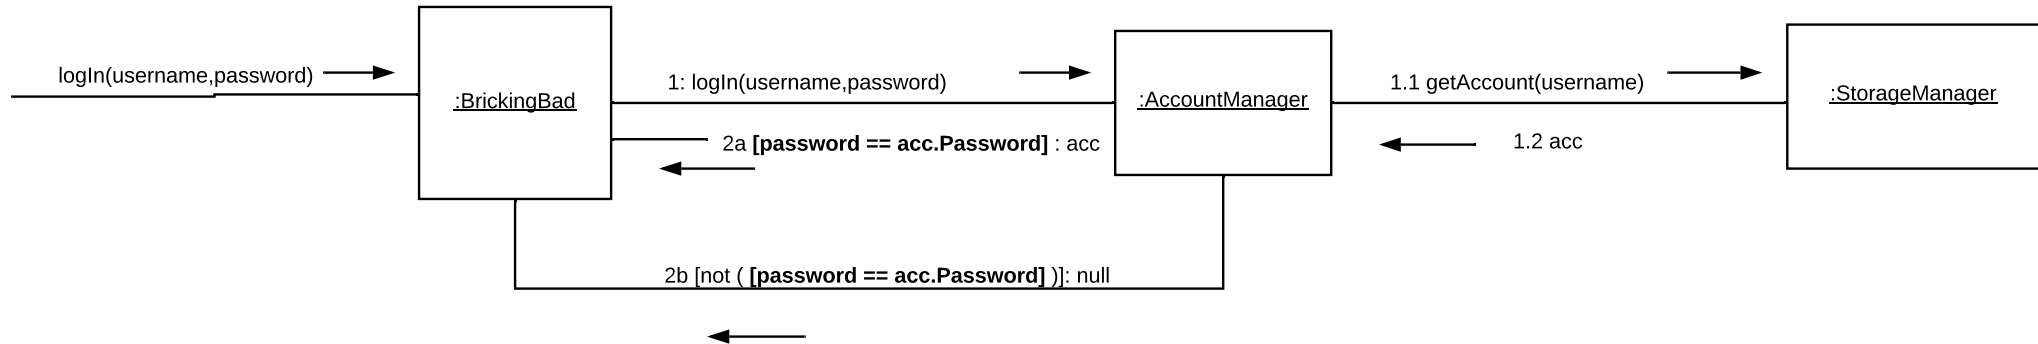 logIn(username,password)
:BrickingBad
1: logIn(username,password)
:AccountManager
1.1 getAccount(username)
:StorageManager
2a [password == acc.Password] : acc
1.2 acc
2b [not ( [password == acc.Password] )]: null